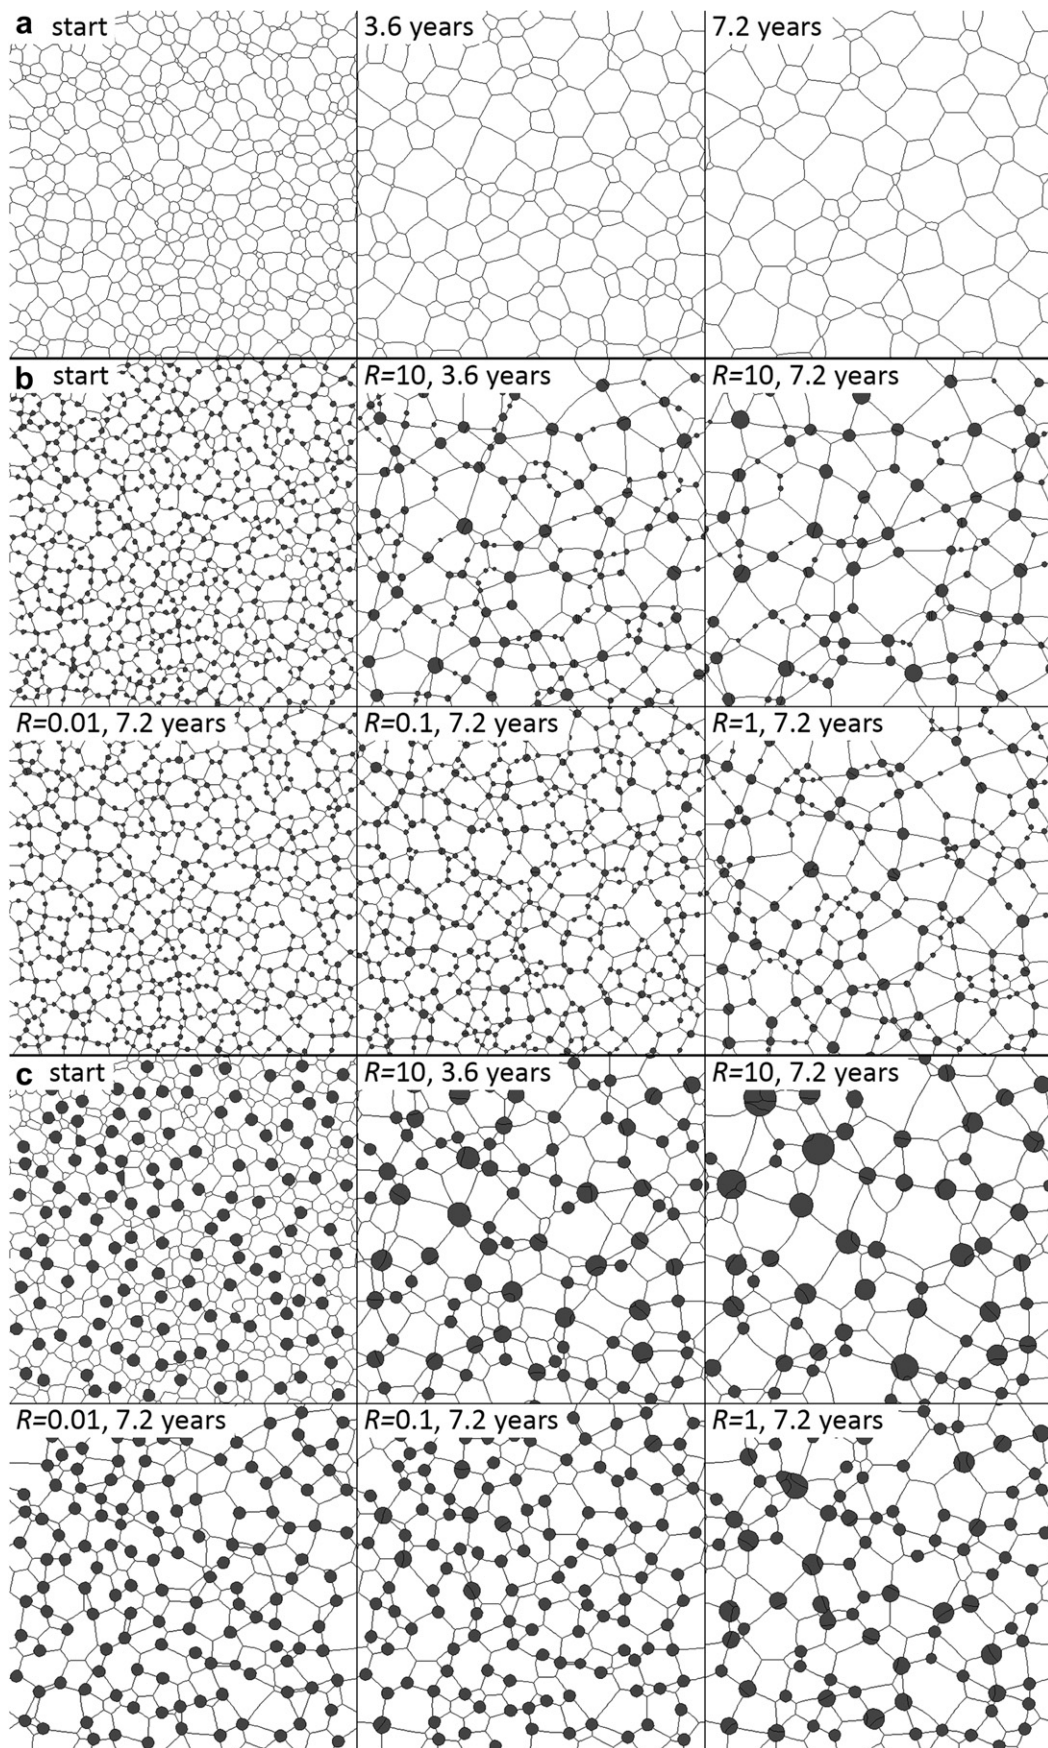 a start
3.6 years
7.2 years
b start
R=10, 3.6 years
R=10, 7.2 years
R=0.01, 7.2 years
R=0.1, 7.2 years
R=1, 7.2 years
c start
R=10, 3.6 years
R=10, 7.2 years
R=0.01, 7.2 years
R=0.1, 7.2 years
R=1, 7.2 years